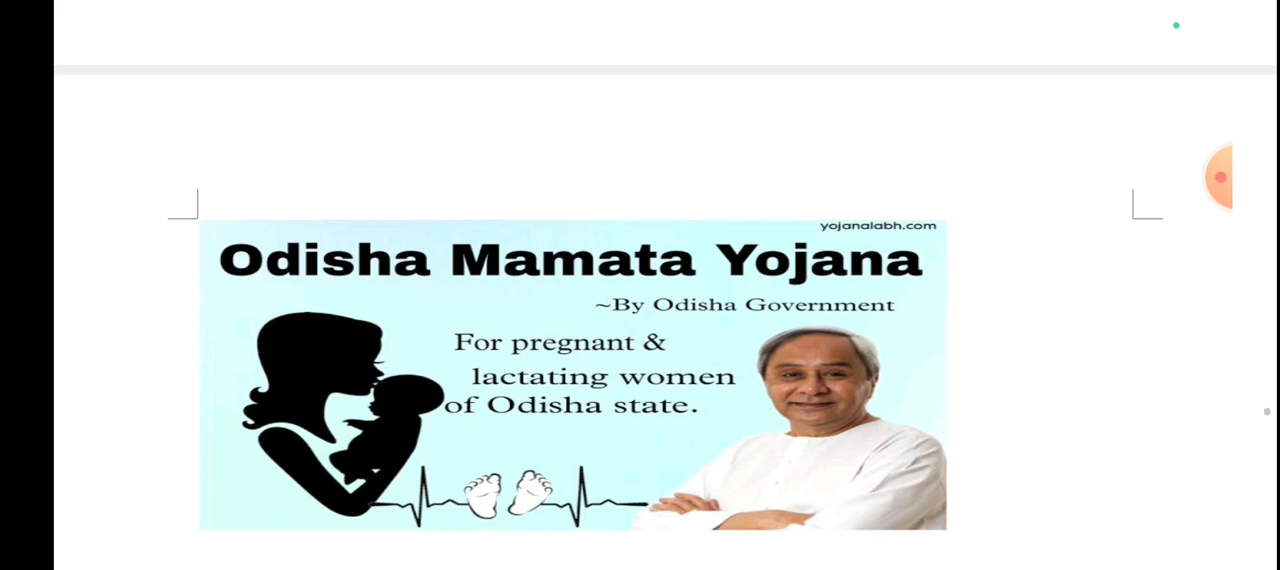 yojanalabh.com
Odisha Mamata Yojana
~By Odisha Government
For pregnant &
lactating women
of Odisha state.